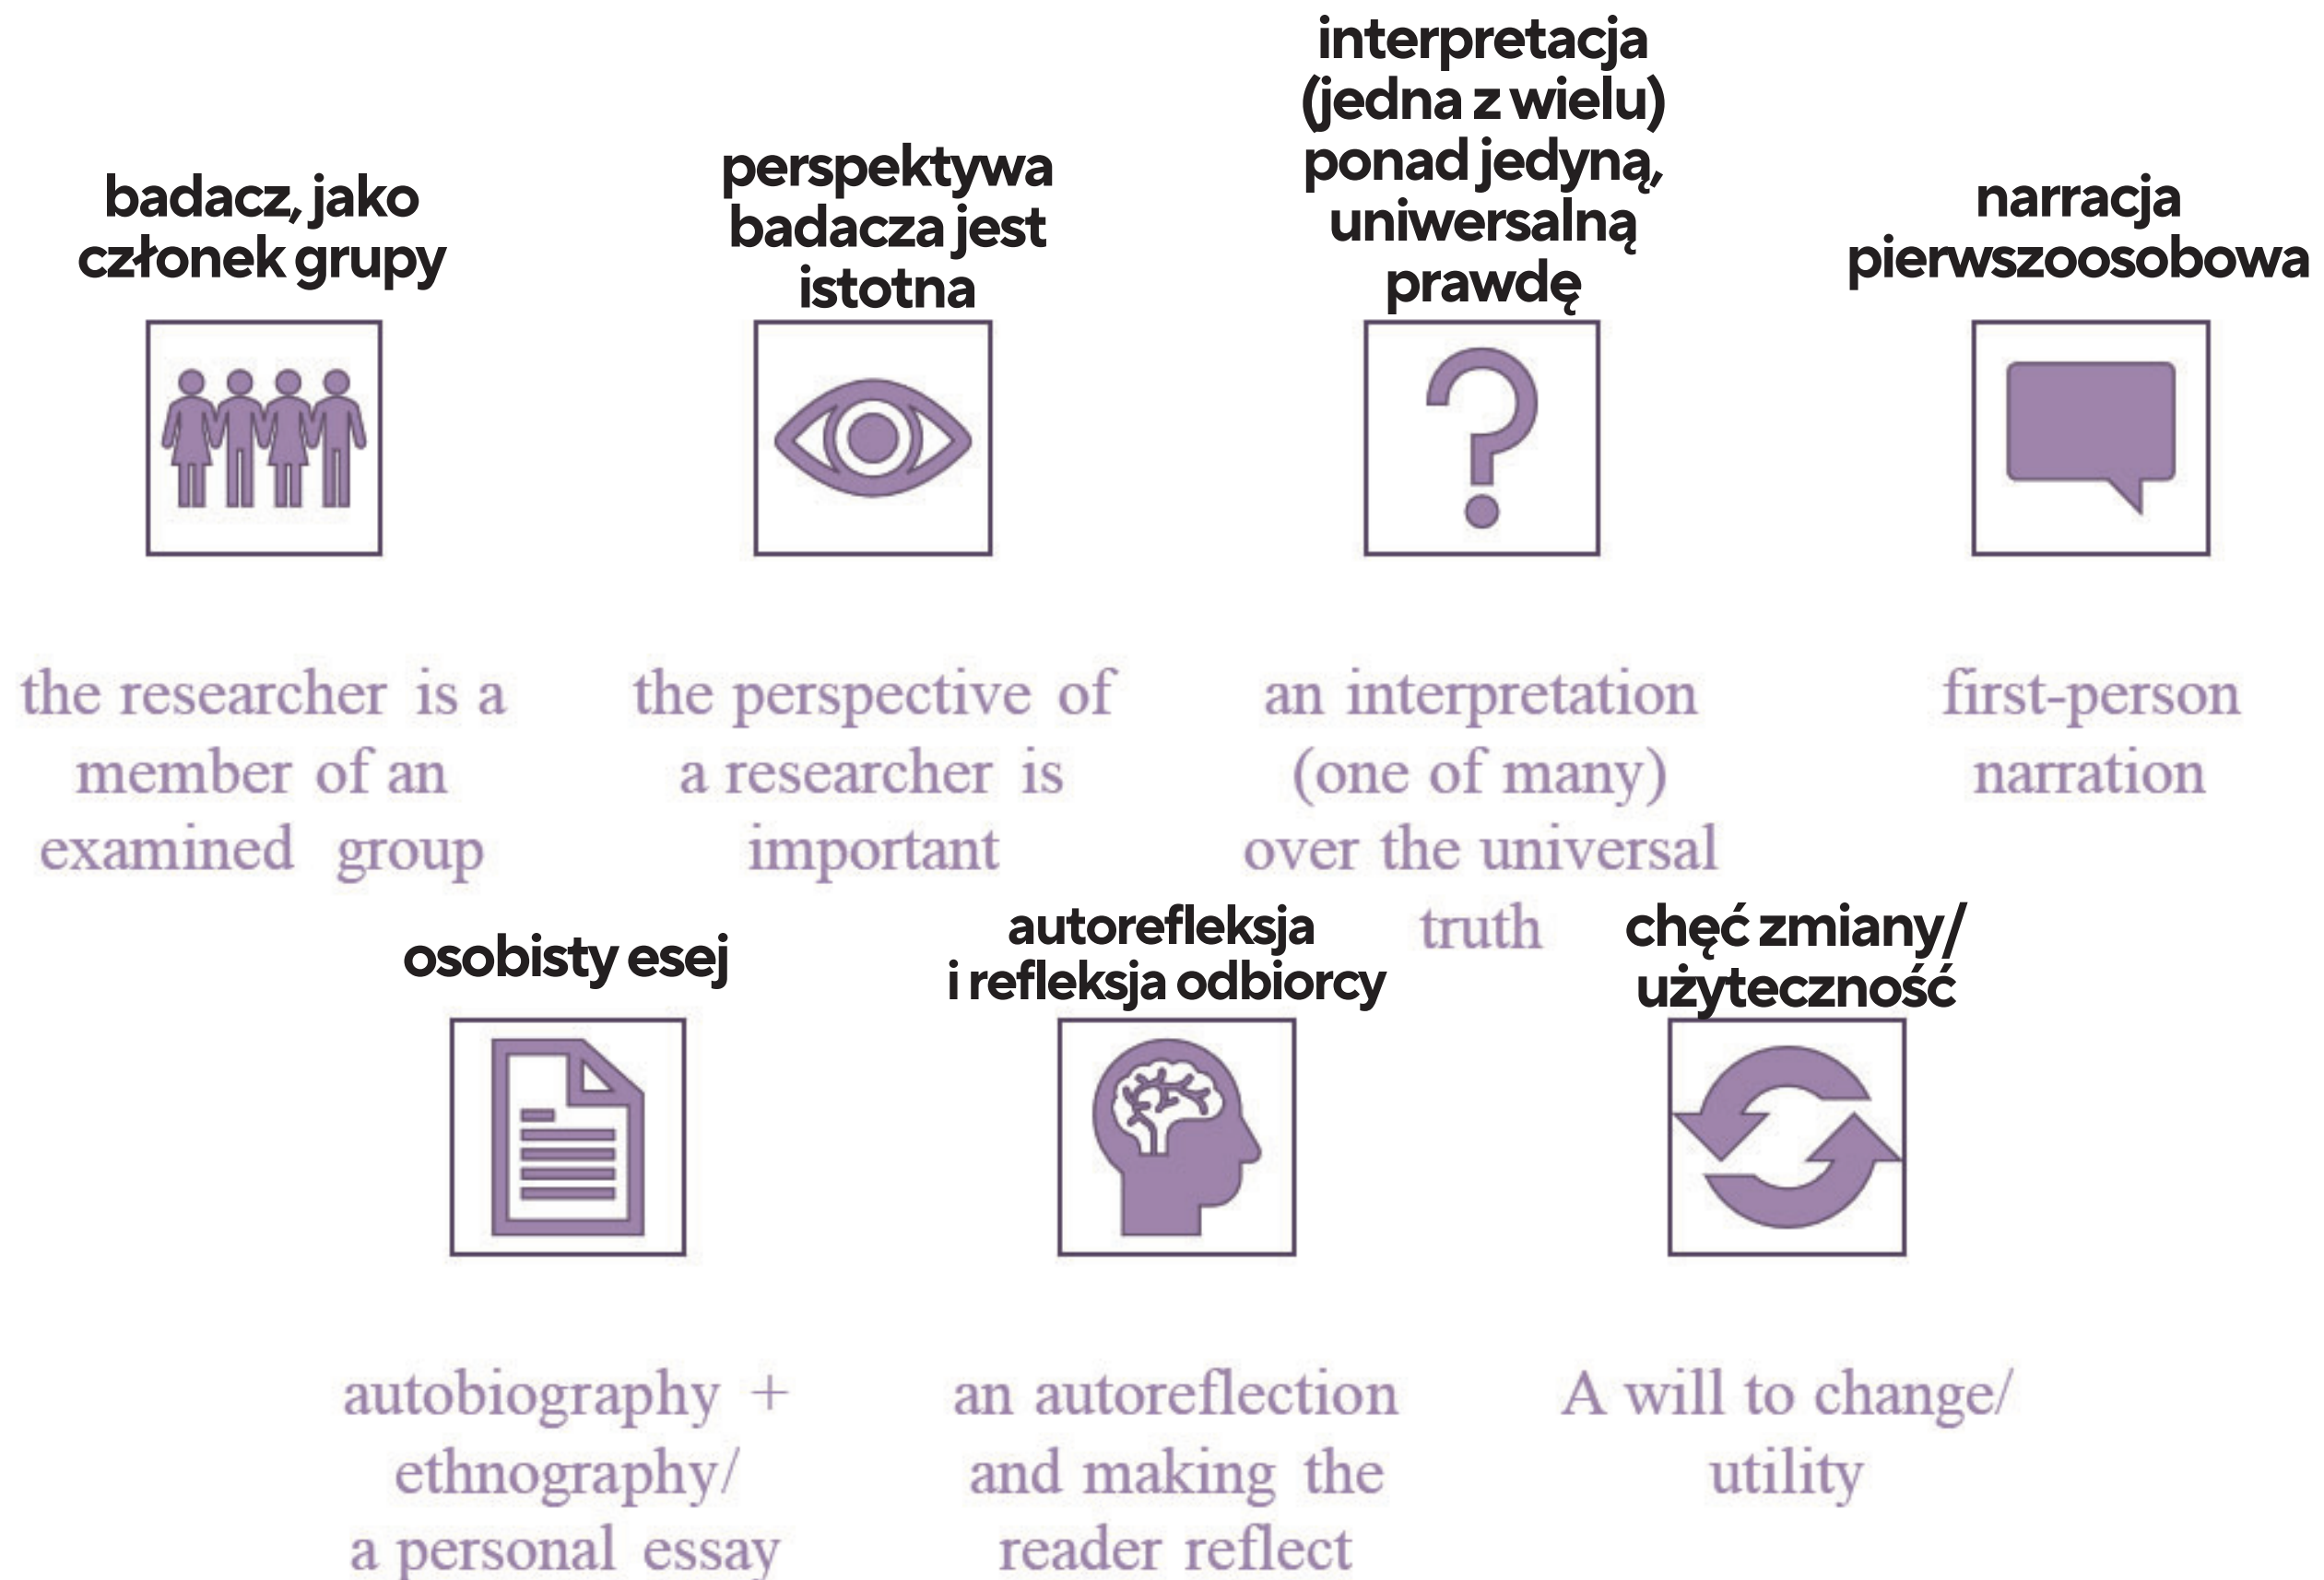 badacz, jako
członek grupy
perspektywa
badacza jest
istotna
interpretacja
(jedna z wielu)
ponad jedyną,
uniwersalną
prawdę
narracja
pierwszoosobowa
the researcher is a
member of an
examined group
the perspective of
a researcher is
important
an interpretation
(one of many)
over the universal
truth
first-person
narration
osobisty esej
autorefleksja
i refleksja odbiorcy
chęć zmiany/
użyteczność
autobiography +
ethnography/
a personal essay
an autoreflection
and making the
reader reflect
A will to change/
utility